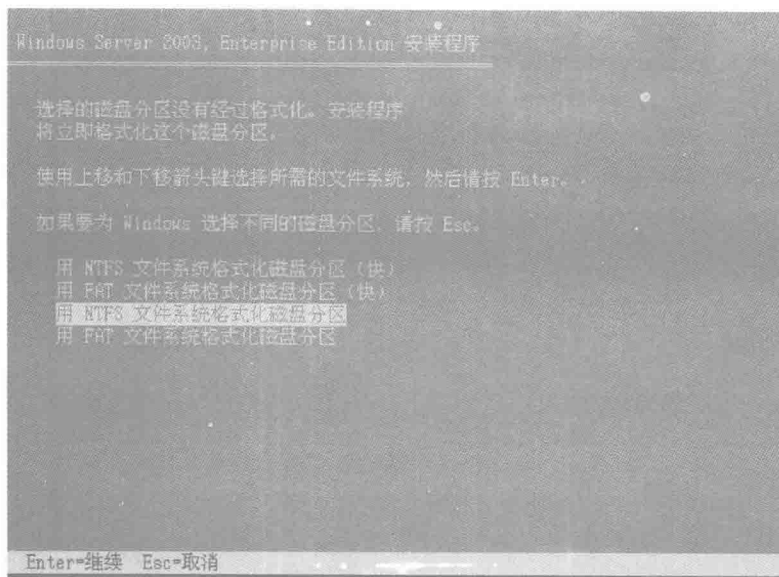 Windows Server 2003, Enterprise Edition 安装程序
选择的磁盘分区没有经过格式化。安装程序
将立即格式化这个磁盘分区。
使用上移和下移箭头键选择所需的文件系统，然后请按 Enter。
如果要为 Windows 选择不同的磁盘分区，请按 Esc。
用 NTFS 文件系统格式化磁盘分区（快）
用 FAT 文件系统格式化磁盘分区（快）
用 NTFS 文件系统格式化磁盘分区
用 FAT 文件系统格式化磁盘分区
Enter=继续 Esc=取消